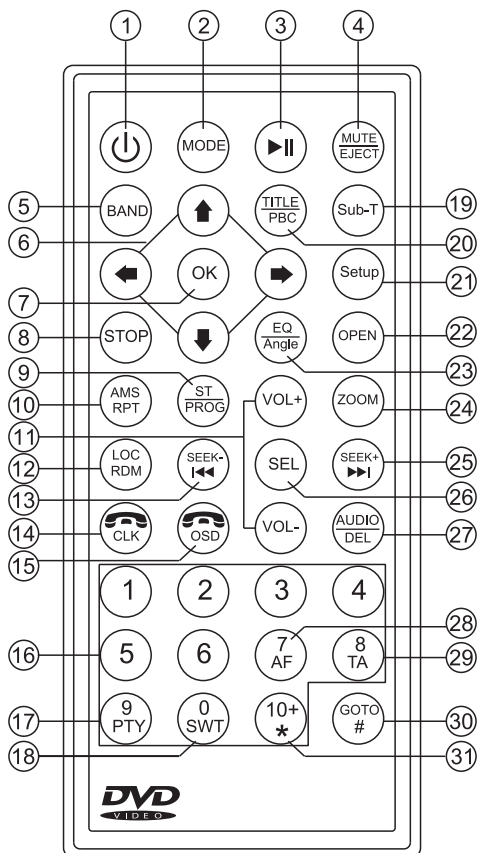 1 2 3 4
MODE MUTE
EJECT
5 BAND TITLE
PBC Sub-T 19
6 20
OK Setup 21
7
8 STOP EQ
Angle OPEN 22
9 23
10 AMS
RPT ST
PROG VOL+ ZOOM 24
11
12 LOC
RDM SEEK- SEL SEEK+ 25
13 26
14 CLK OSD VOL- AUDIO
DEL 27
15
1 2 3 4
28
16 5 6 7
AF 8
TA 29
17 9
PTY 0
SWT 10+
* GOTO
# 30
18 31
DVD
VIDEO